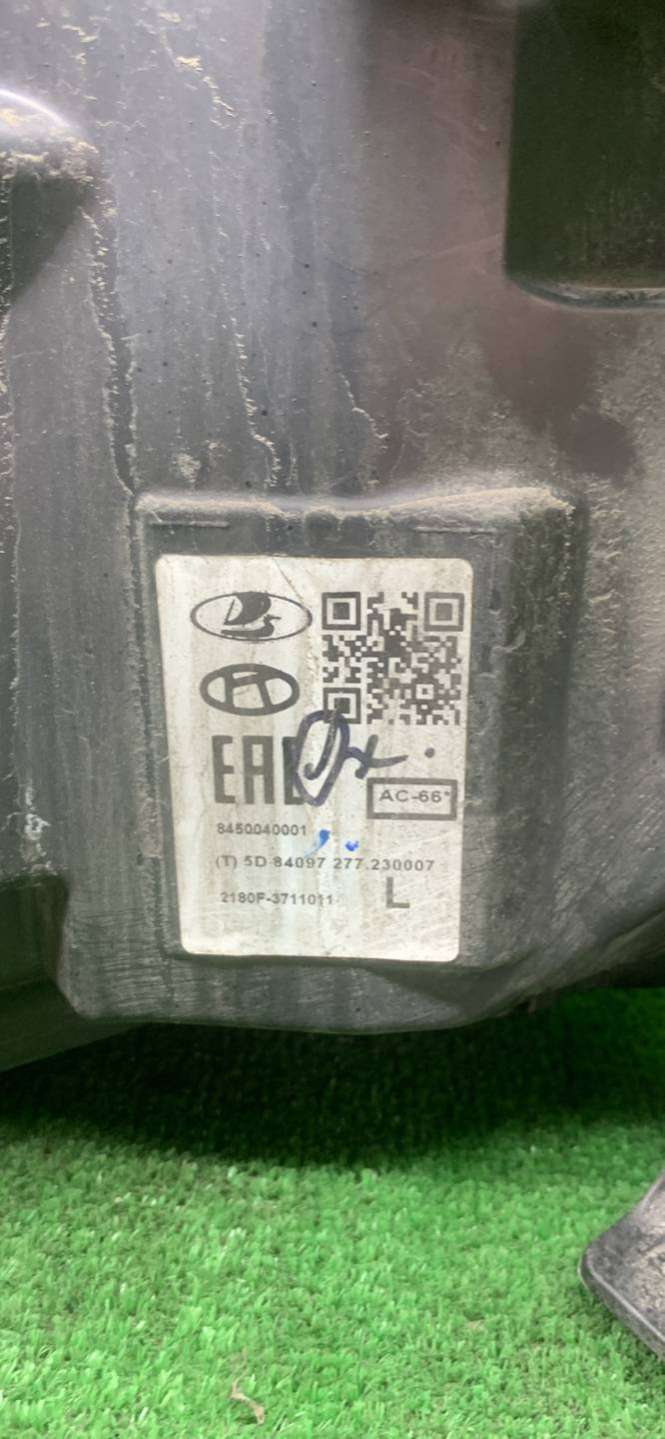 EAC
AC-66*
8450040001
(T) 5D 84097 277.230007
2180F-3711011
L